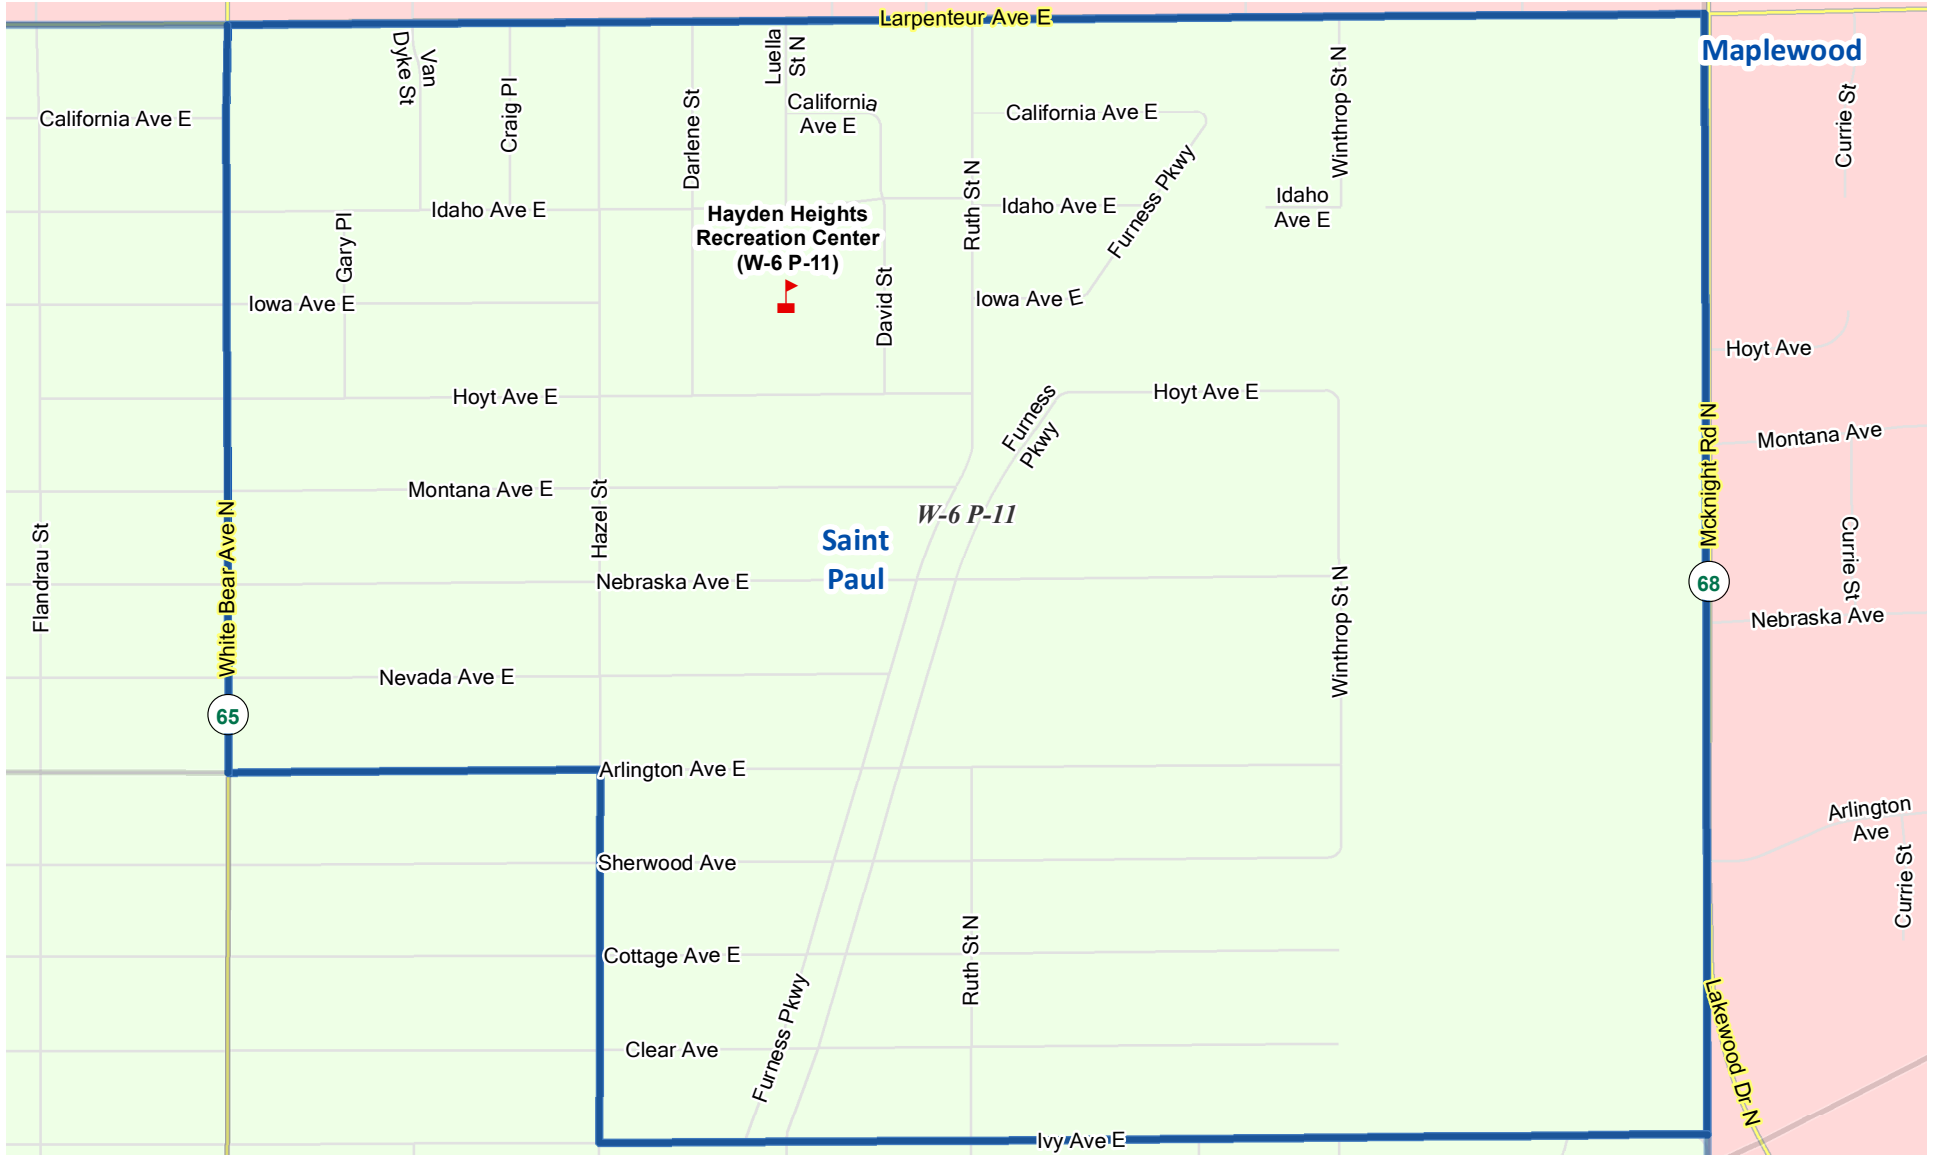 Larpenteur Ave E
Maplewood
Van
Dyke St
Craig Pl
Darlene St
Luella
St N
California
Ave E
California Ave E
California Ave E
Winthrop St N
Currie St
Ruth St N
Furness Pkwy
Idaho Ave E
Idaho Ave E
Idaho
Ave E
Gary Pl
Hayden Heights
Recreation Center
(W-6 P-11)
David St
Iowa Ave E
Iowa Ave E
Hoyt Ave
Hoyt Ave E
Hoyt Ave E
Furness
Pkwy
Mcknight Rd N
Montana Ave
Montana Ave E
Hazel St
W-6 P-11
Saint
Paul
Flandrau St
White Bear Ave N
Nebraska Ave E
Winthrop St N
68
Currie St
Nebraska Ave
Nevada Ave E
65
Arlington Ave E
Arlington
Ave
Currie St
Sherwood Ave
Ruth St N
Cottage Ave E
Furness Pkwy
Clear Ave
Lakewood Dr N
Ivy Ave E